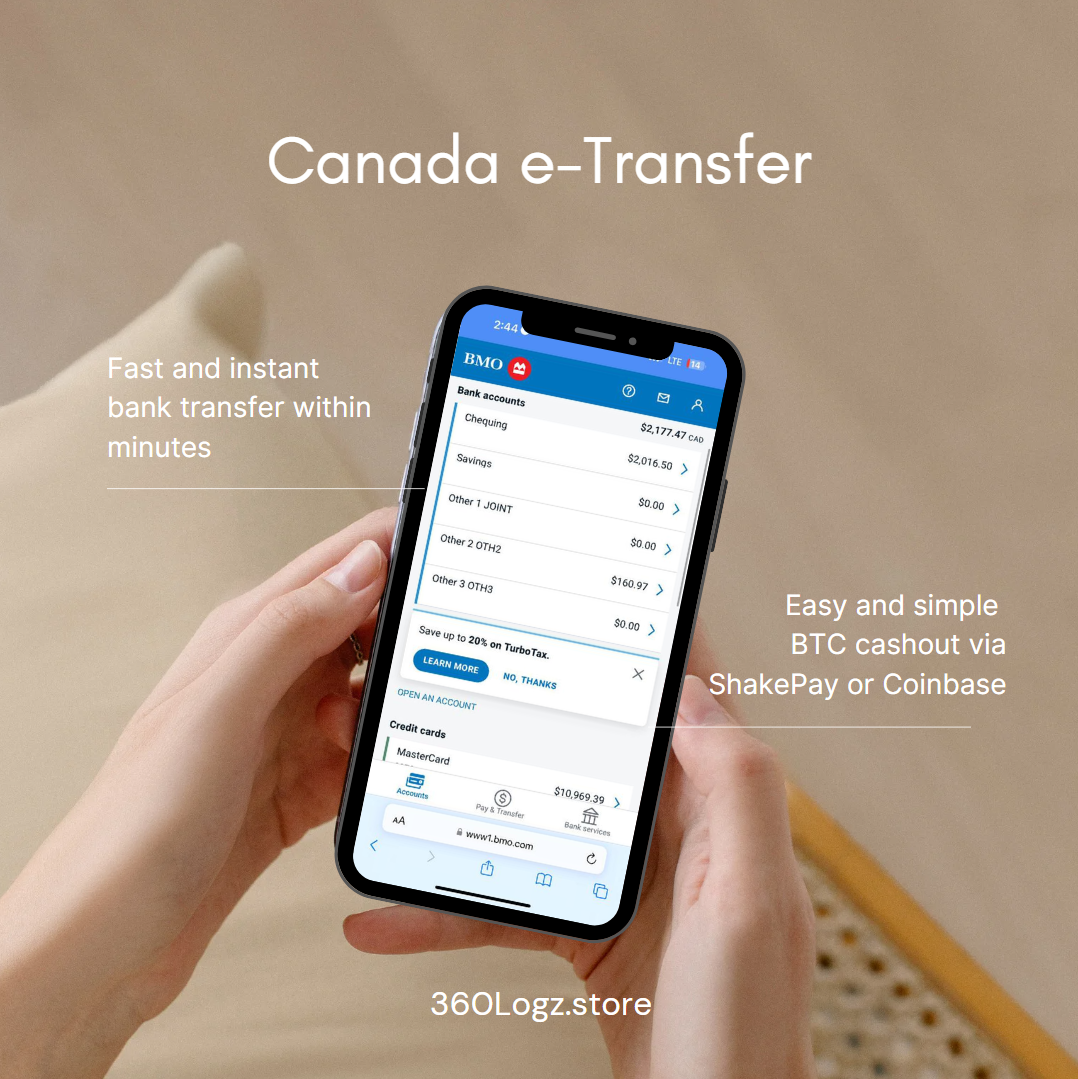 Canada e-Transfer
Fast and instant
bank transfer within
minutes
2:44
LTE 14
BMO
Bank accounts
$2,177.47 CAD
Chequing
$2,016.50
Savings
$0.00
Other 1 JOINT
$0.00
Other 2 OTH2
$160.97
Other 3 OTH3
$0.00
Save up to 20% on TurboTax.
LEARN MORE
NO, THANKS
OPEN AN ACCOUNT
Credit cards
MasterCard
$10,969.39
Accounts
Pay & Transfer
Bank services
AA
www1.bmo.com
Easy and simple
BTC cashout via
ShakePay or Coinbase
360Logz.store